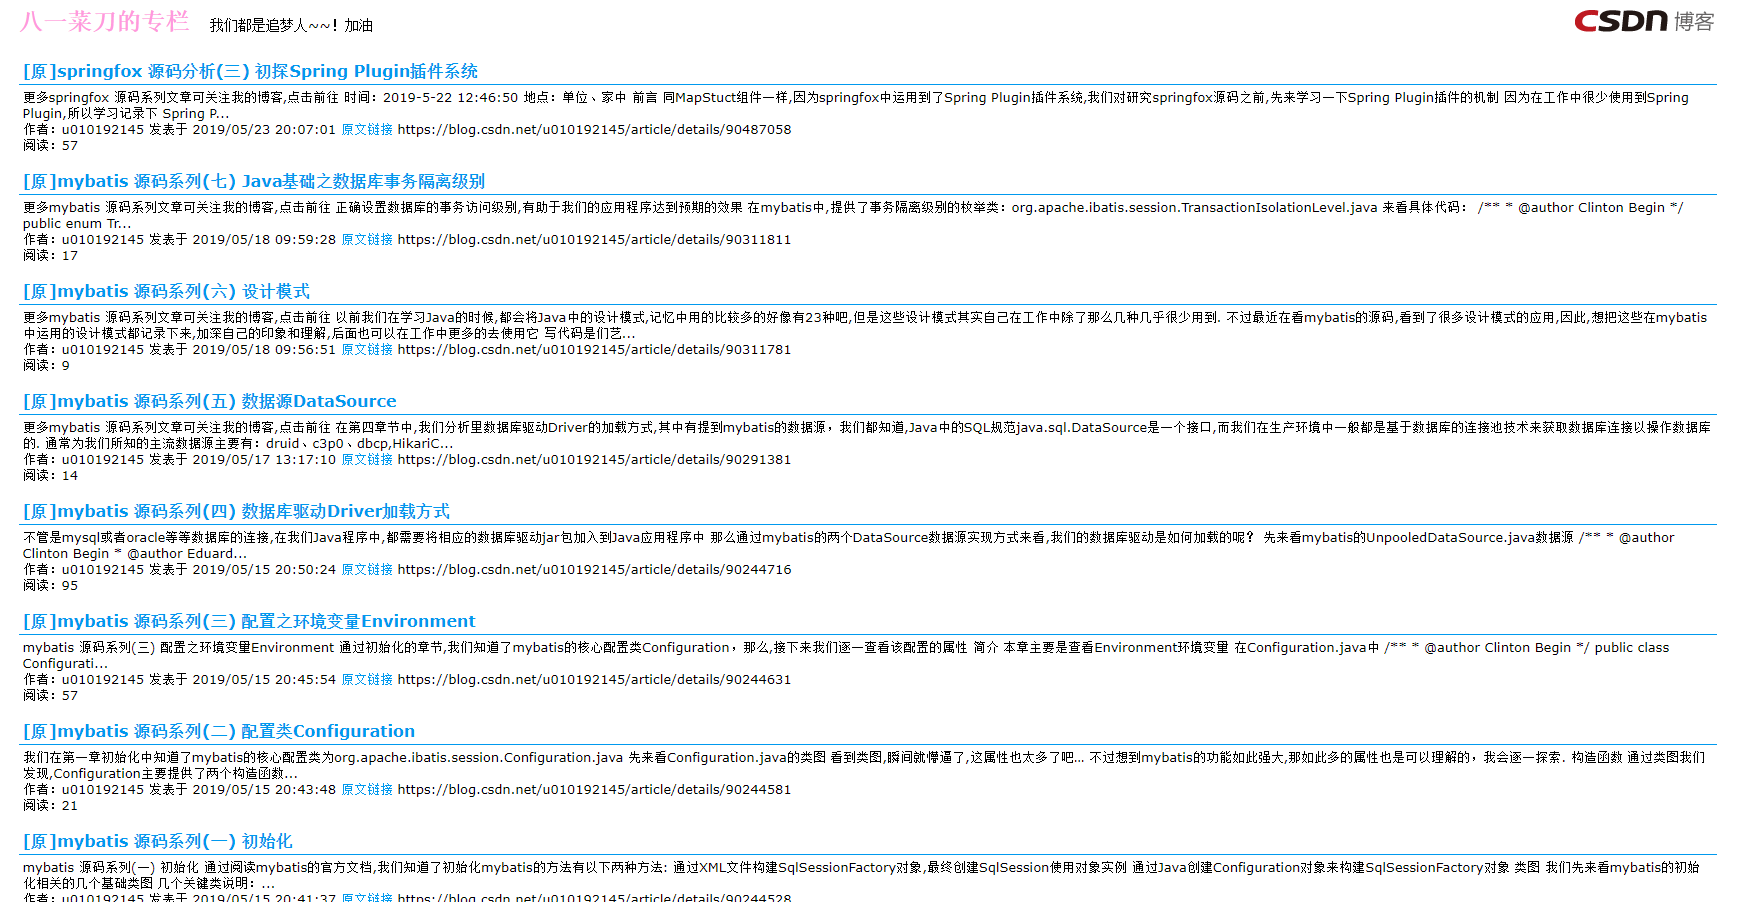 八一菜刀的专栏 我们都是追梦人~~！加油
CSDN 博客
[原]springfox 源码分析(三) 初探Spring Plugin插件系统
更多springfox 源码系列文章可关注我的博客,点击前往 时间：2019-5-22 12:46:50 地点：单位、家中 前言 同MapStuct组件一样,因为springfox中运用到了Spring Plugin插件系统,我们对研究springfox源码之前,先来学习一下Spring Plugin插件的机制 因为在工作中很少使用到Spring
Plugin,所以学习记录下 Spring P...
作者：u010192145 发表于 2019/05/23 20:07:01 原文链接 https://blog.csdn.net/u010192145/article/details/90487058
阅读：57
[原]mybatis 源码系列(七) Java基础之数据库事务隔离级别
更多mybatis 源码系列文章可关注我的博客,点击前往 正确设置数据库的事务访问级别,有助于我们的应用程序达到预期的效果 在mybatis中,提供了事务隔离级别的枚举类：org.apache.ibatis.session.TransactionIsolationLevel.java 来看具体代码： /** * @author Clinton Begin */
public enum Tr...
作者：u010192145 发表于 2019/05/18 09:59:28 原文链接 https://blog.csdn.net/u010192145/article/details/90311811
阅读：17
[原]mybatis 源码系列(六) 设计模式
更多mybatis 源码系列文章可关注我的博客,点击前往 以前我们在学习Java的时候,都会将Java中的设计模式,记忆中用的比较多的好像有23种吧,但是这些设计模式其实自己在工作中除了那么几种几乎很少用到. 不过最近在看mybatis的源码,看到了很多设计模式的应用,因此,想把这些在mybatis
中运用的设计模式都记录下来,加深自己的印象和理解,后面也可以在工作中更多的去使用它 写代码是们艺...
作者：u010192145 发表于 2019/05/18 09:56:51 原文链接 https://blog.csdn.net/u010192145/article/details/90311781
阅读：9
[原]mybatis 源码系列(五) 数据源DataSource
更多mybatis 源码系列文章可关注我的博客,点击前往 在第四章节中,我们分析里数据库驱动Driver的加载方式,其中有提到mybatis的数据源，我们都知道,Java中的SQL规范java.sql.DataSource是一个接口,而我们在生产环境中一般都是基于数据库的连接池技术来获取数据库连接以操作数据库
的. 通常为我们所知的主流数据源主要有：druid、c3p0、dbcp,HikariC...
作者：u010192145 发表于 2019/05/17 13:17:10 原文链接 https://blog.csdn.net/u010192145/article/details/90291381
阅读：14
[原]mybatis 源码系列(四) 数据库驱动Driver加载方式
不管是mysql或者oracle等等数据库的连接,在我们Java程序中,都需要将相应的数据库驱动jar包加入到Java应用程序中 那么通过mybatis的两个DataSource数据源实现方式来看,我们的数据库驱动是如何加载的呢？ 先来看mybatis的UnpooledDataSource.java数据源 /** * @author
Clinton Begin * @author Eduard...
作者：u010192145 发表于 2019/05/15 20:50:24 原文链接 https://blog.csdn.net/u010192145/article/details/90244716
阅读：95
[原]mybatis 源码系列(三) 配置之环境变量Environment
mybatis 源码系列(三) 配置之环境变量Environment 通过初始化的章节,我们知道了mybatis的核心配置类Configuration，那么,接下来我们逐一查看该配置的属性 简介 本章主要是查看Environment环境变量 在Configuration.java中 /** * @author Clinton Begin */ public class
Configurati...
作者：u010192145 发表于 2019/05/15 20:45:54 原文链接 https://blog.csdn.net/u010192145/article/details/90244631
阅读：57
[原]mybatis 源码系列(二) 配置类Configuration
我们在第一章初始化中知道了mybatis的核心配置类为org.apache.ibatis.session.Configuration.java 先来看Configuration.java的类图 看到类图,瞬间就懵逼了,这属性也太多了吧... 不过想到mybatis的功能如此强大,那如此多的属性也是可以理解的，我会逐一探索. 构造函数 通过类图我们
发现,Configuration主要提供了两个构造函数...
作者：u010192145 发表于 2019/05/15 20:43:48 原文链接 https://blog.csdn.net/u010192145/article/details/90244581
阅读：21
[原]mybatis 源码系列(一) 初始化
mybatis 源码系列(一) 初始化 通过阅读mybatis的官方文档,我们知道了初始化mybatis的方法有以下两种方法: 通过XML文件构建SqlSessionFactory对象,最终创建SqlSession使用对象实例 通过Java创建Configuration对象来构建SqlSessionFactory对象 类图 我们先来看mybatis的初始
化相关的几个基础类图 几个关键类说明：...
作者：u010192145 发表于 2019/05/15 20:41:37 原文链接 https://blog.csdn.net/u010192145/article/details/90244528